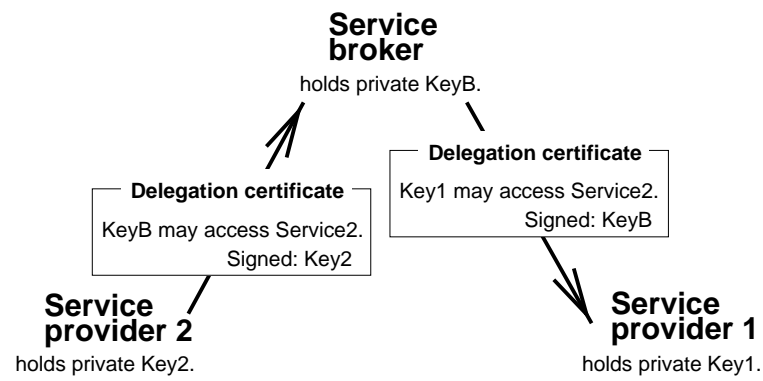 Service
broker
holds private KeyB.
Delegation certificate
Key1 may access Service2.
Signed: KeyB
Delegation certificate
KeyB may access Service2.
Signed: Key2
Service
provider 2
holds private Key2.
Service
provider 1
holds private Key1.